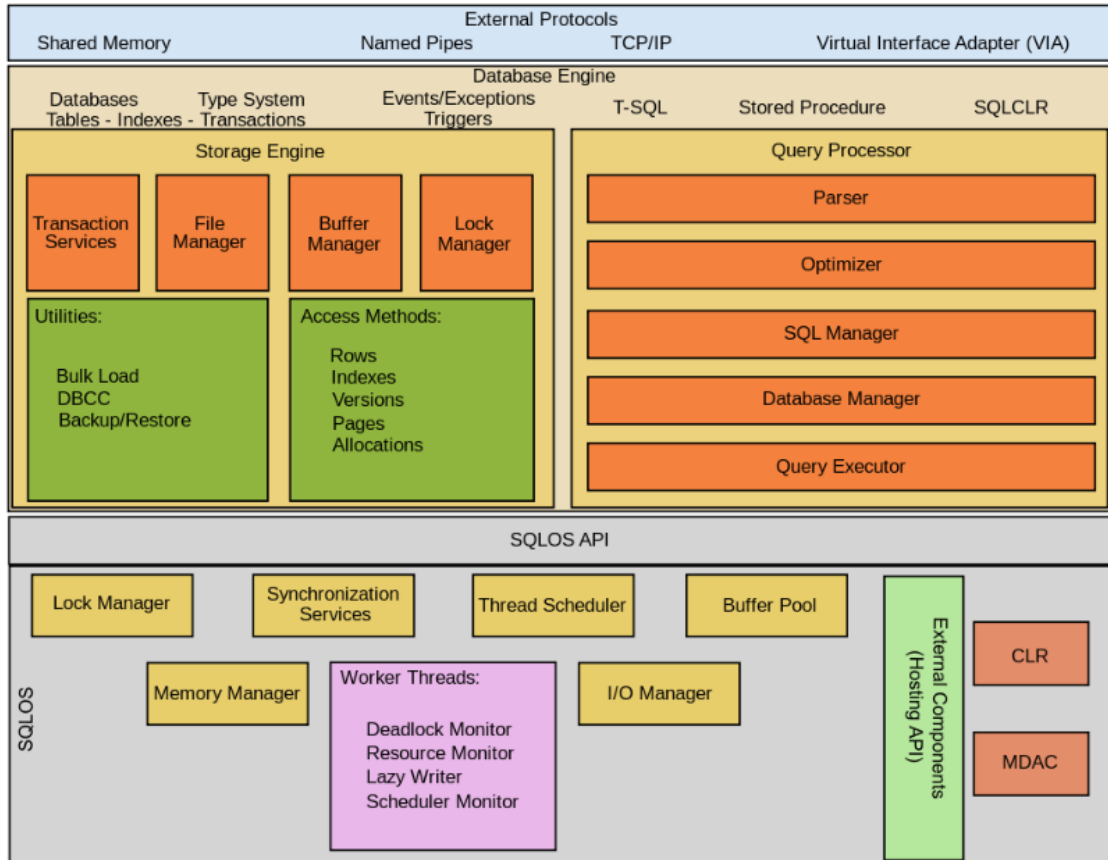 External Protocols
Shared Memory Named Pipes TCP/IP Virtual Interface Adapter (VIA)
Database Engine
Databases Type System Events/Exceptions
Tables - Indexes - Transactions Triggers
T-SQL Stored Procedure SQLCLR
Storage Engine
Transaction
Services
File
Manager
Buffer
Manager
Lock
Manager
Utilities:
Bulk Load
DBCC
Backup/Restore
Access Methods:
Rows
Indexes
Versions
Pages
Allocations
Query Processor
Parser
Optimizer
SQL Manager
Database Manager
Query Executor
SQLOS API
SQLOS
Lock Manager
Synchronization
Services
Thread Scheduler
Buffer Pool
Memory Manager
Worker Threads:
Deadlock Monitor
Resource Monitor
Lazy Writer
Scheduler Monitor
I/O Manager
External Components
(Hosting API)
CLR
MDAC